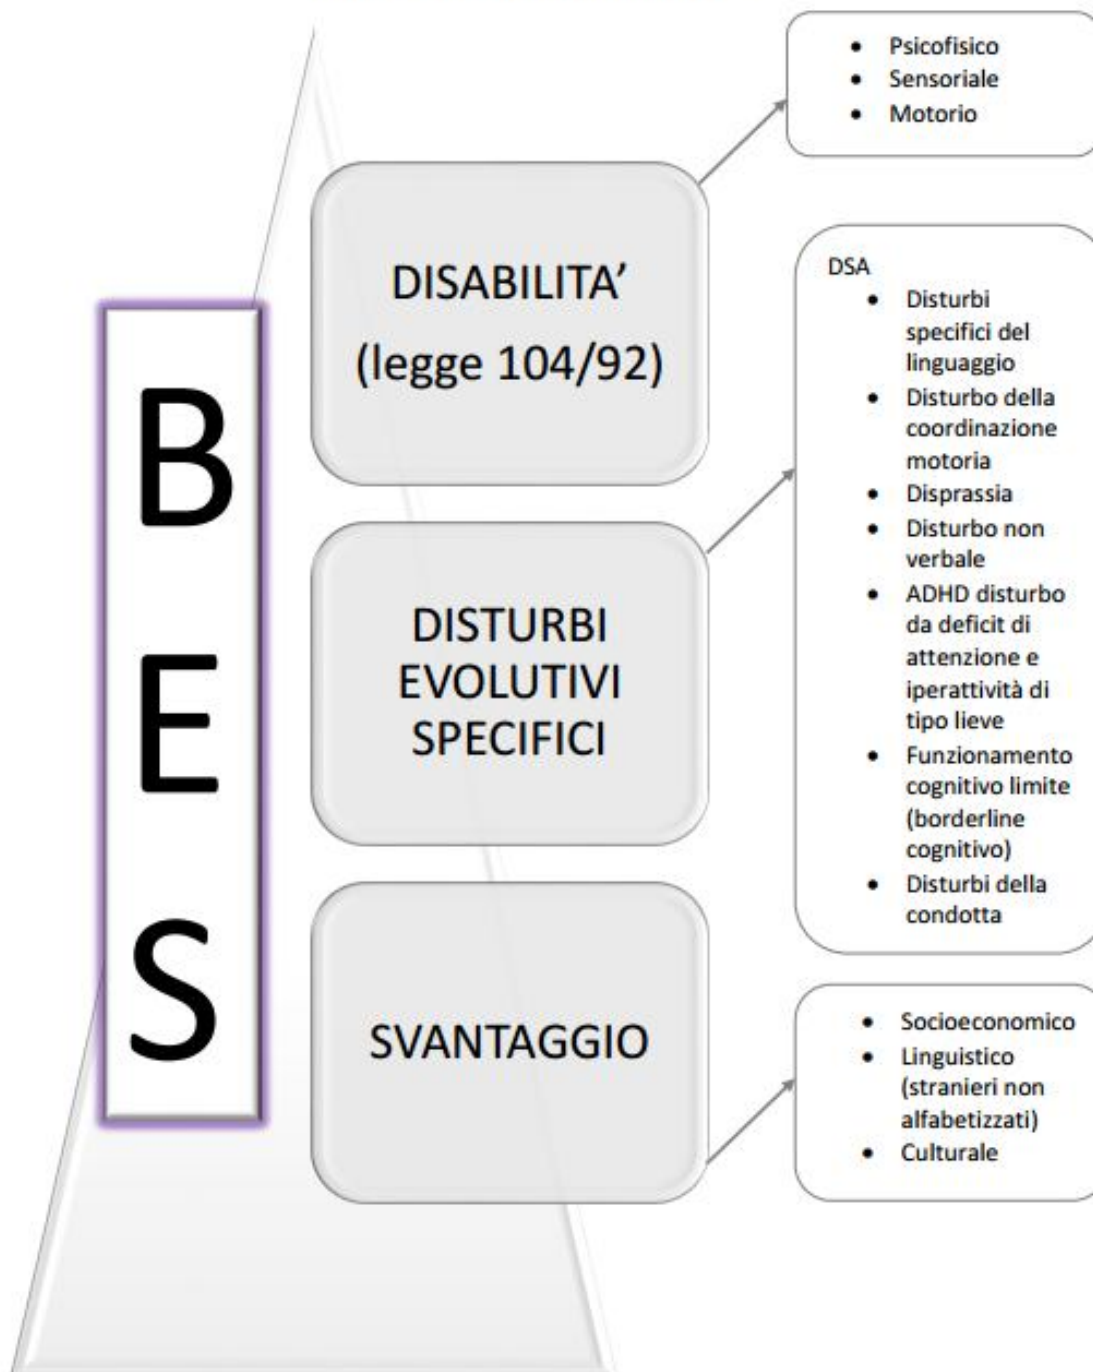 B
E
S
DISABILITA’
(legge 104/92)
• Psicofisico
• Sensoriale
• Motorio
DISTURBI
EVOLUTIVI
SPECIFICI
DSA
• Disturbi
specifici del
linguaggio
• Disturbo della
coordinazione
motoria
• Disprassia
• Disturbo non
verbale
• ADHD disturbo
da deficit di
attenzione e
iperattività di
tipo lieve
• Funzionamento
cognitivo limite
(borderline
cognitivo)
• Disturbi della
condotta
SVANTAGGIO
• Socioeconomico
• Linguistico
(stranieri non
alfabetizzati)
• Culturale